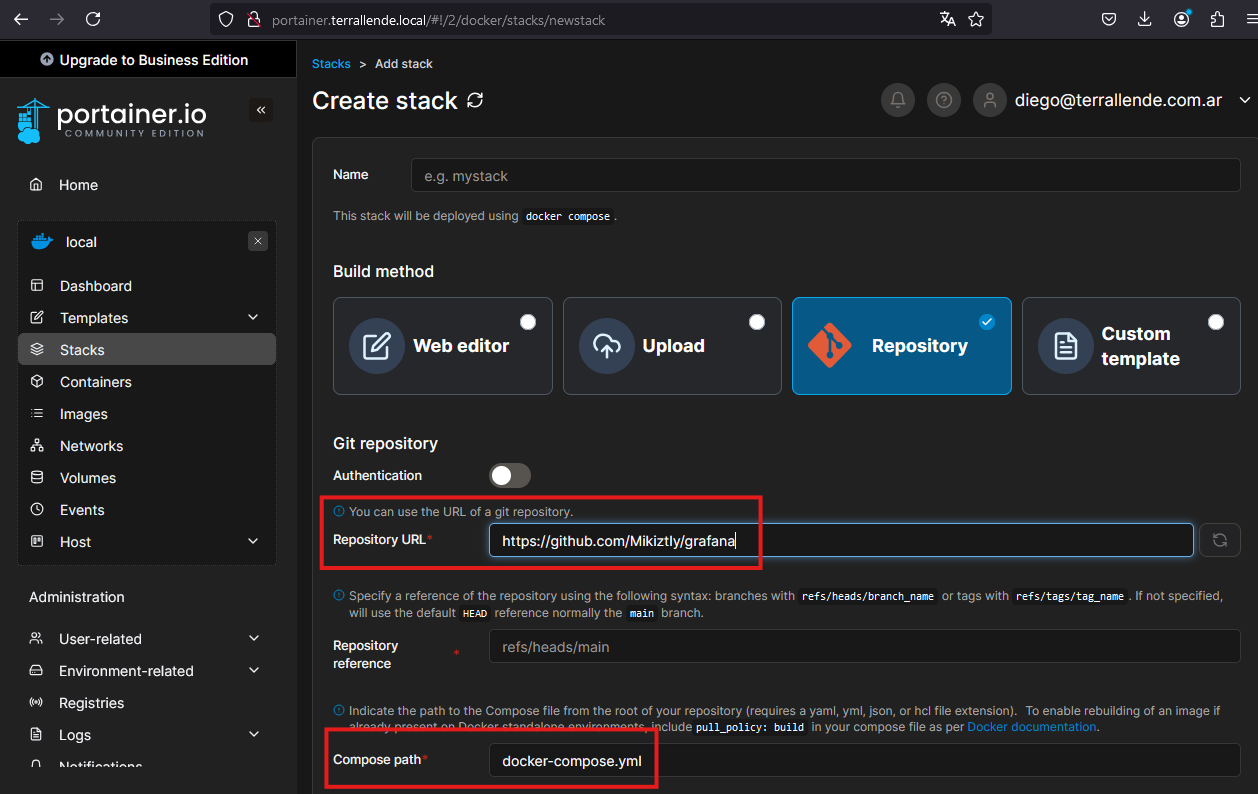 portainer.terrallende.local/#!/2/docker/stacks/newstack
Upgrade to Business Edition
portainer.io
COMMUNITY EDITION
Home
local
Dashboard
Templates
Stacks
Containers
Images
Networks
Volumes
Events
Host
Administration
User-related
Environment-related
Registries
Logs
Notifications
Stacks > Add stack
Create stack
diego@terrallende.com.ar
Name e.g. mystack
This stack will be deployed using docker compose .
Build method
Web editor
Upload
Repository
Custom
template
Git repository
Authentication
You can use the URL of a git repository.
Repository URL* https://github.com/Mikiztly/grafana
Specify a reference of the repository using the following syntax: branches with refs/heads/branch_name or tags with refs/tags/tag_name . If not specified,
will use the default HEAD reference normally the main branch.
Repository
reference * refs/heads/main
Indicate the path to the Compose file from the root of your repository (requires a yaml, yml, json, or hcl file extension). To enable rebuilding of an image if
already present on Docker standalone environments, include pull_policy: build in your compose file as per Docker documentation.
Compose path* docker-compose.yml